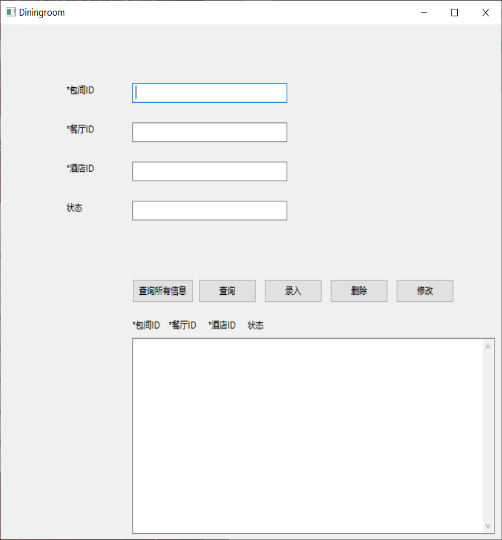 Diningroom
*包间ID
*餐厅ID
*酒店ID
状态
查询所有信息 查询 录入 删除 修改
*包间ID *餐厅ID *酒店ID 状态